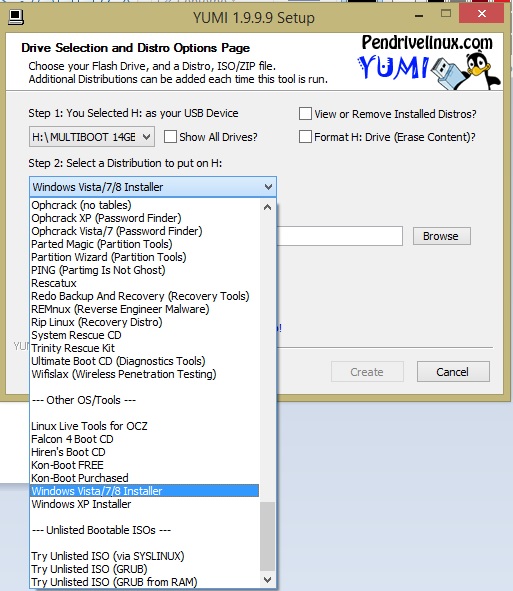 YUMI 1.9.9.9 Setup
Drive Selection and Distro Options Page
Choose your Flash Drive, and a Distro, ISO/ZIP file.
Additional Distributions can be added each time this tool is run.
Pendrivelinux.com
YUMI
Step 1: You Selected H: as your USB Device
View or Remove Installed Distros?
H:\MULTIBOOT 14GB
Show All Drives?
Format H: Drive (Erase Content)?
Step 2: Select a Distribution to put on H:
Windows Vista/7/8 Installer
Ophcrack (no tables)
Ophcrack XP (Password Finder)
Ophcrack Vista/7 (Password Finder)
Browse
Parted Magic (Partition Tools)
Partition Wizard (Partition Tools)
PING (Partimg Is Not Ghost)
Rescatux
Redo Backup And Recovery (Recovery Tools)
REMnux (Reverse Engineer Malware)
Rip Linux (Recovery Distro)
System Rescue CD
Trinity Rescue Kit
Ultimate Boot CD (Diagnostics Tools)
Wifislax (Wireless Penetration Testing)
Create
Cancel
--- Other OS/Tools ---
Linux Live Tools for OCZ
Falcon 4 Boot CD
Hiren's Boot CD
Kon-Boot FREE
Kon-Boot Purchased
Windows Vista/7/8 Installer
Windows XP Installer
--- Unlisted Bootable ISOs ---
Try Unlisted ISO (via SYSLINUX)
Try Unlisted ISO (GRUB)
Try Unlisted ISO (GRUB from RAM)